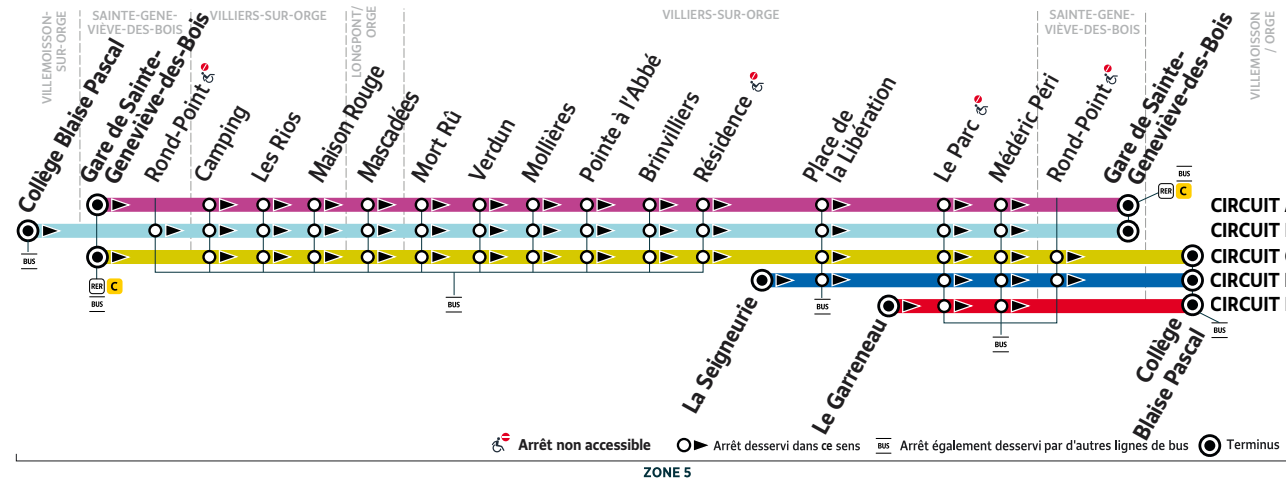 VILLEMOISSON-
SUR-ORGE
SAINTE-GENE-
VIÈVE-DES-BOIS
VILLIERS-SUR-ORGE
LONGPONT/
ORGE
VILLIERS-SUR-ORGE
SAINTE-GENE-
VIÈVE-DES-BOIS
VILLEMOISSON
/ ORGE
Collège Blaise Pascal
Gare de Sainte-
Geneviève-des-Bois
Rond-Point
Camping
Les Rios
Maison Rouge
Mascadées
Mort Rû
Verdun
Mollières
Pointe à l'Abbé
Brinvilliers
Résidence
Place de
la Libération
Le Parc
Médéric Péri
Rond-Point
Gare de Sainte-
Geneviève-des-Bois
BUS
RER C
CIRCUIT
CIRCUIT
CIRCUIT
CIRCUIT
CIRCUIT
BUS
RER C
BUS
BUS
BUS
BUS
BUS
La Seigneurie
Le Garreneau
Collège
Blaise Pascal
Arrêt non accessible
Arrêt desservi dans ce sens
BUS Arrêt également desservi par d'autres lignes de bus
Terminus
ZONE 5